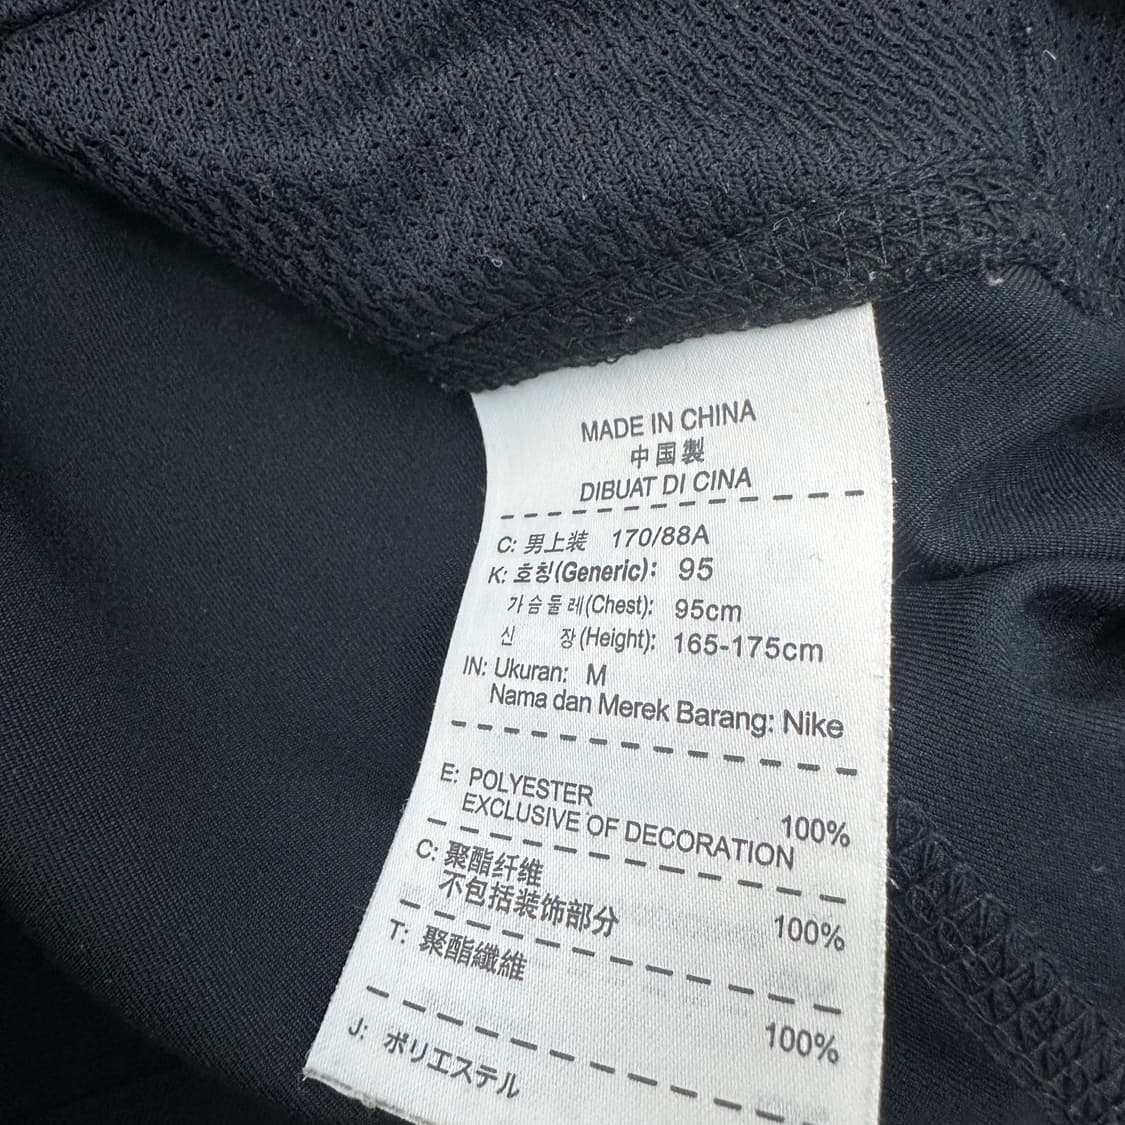 MADE IN CHINA
中国製
DIBUAT DI CINA
C: 男上装 170/88A
K: 호칭(Generic): 95
가슴둘레(Chest): 95cm
신 장(Height): 165-175cm
IN: Ukuran: M
Nama dan Merek Barang: Nike
E: POLYESTER 100%
EXCLUSIVE OF DECORATION
C: 聚酯纤维 100%
不包括装饰部分
T: 聚酯纖維 100%
J: ポリエステル